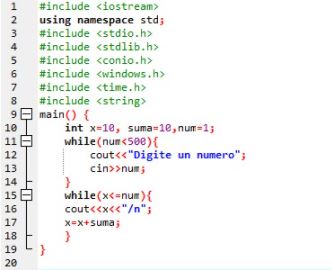 1 #include <iostream>
2 using namespace std;
3 #include <stdio.h>
4 #include <stdlib.h>
5 #include <conio.h>
6 #include <windows.h>
7 #include <time.h>
8 #include <string>
9 main() {
10 int x=10, suma=10,num=1;
11 while(num<500){
12 cout<<"Digite un numero";
13 cin>>num;
14 }
15 while(x<=num){
16 cout<<x<<"/n";
17 x=x+suma;
18 }
19 }
20